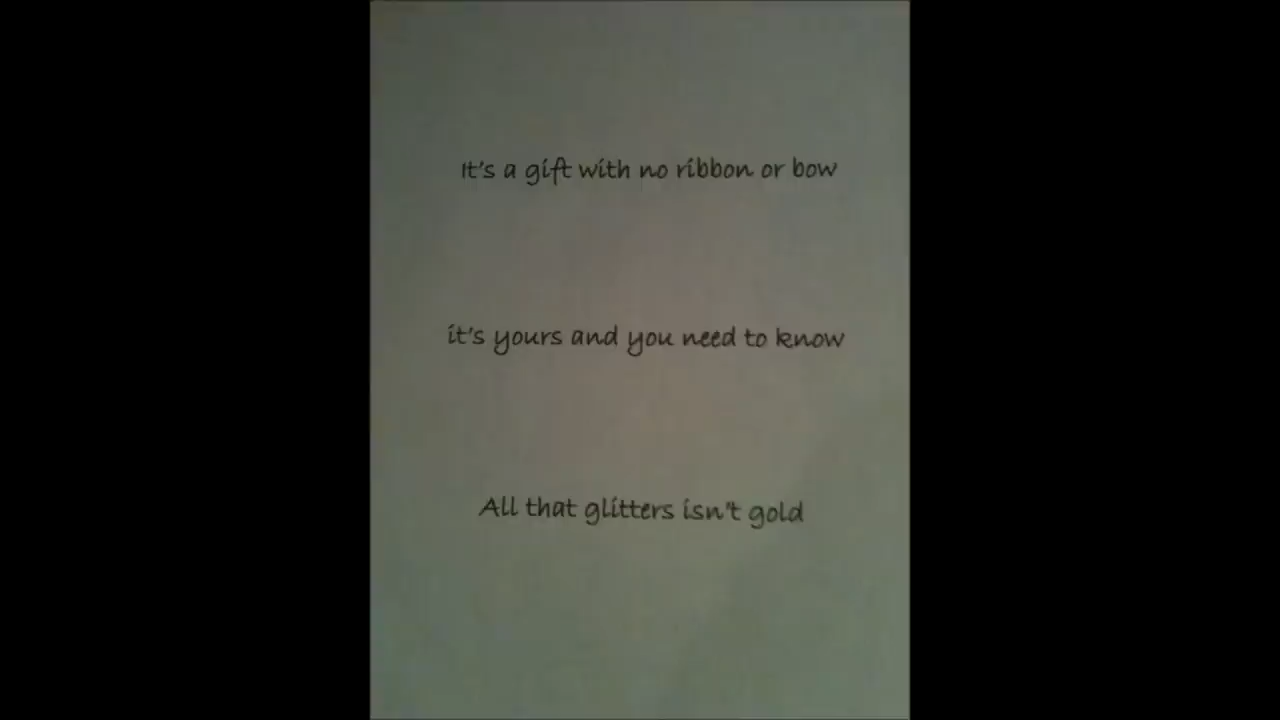 It's a gift with no ribbon or bow
it's yours and you need to know
All that glitters isn't gold